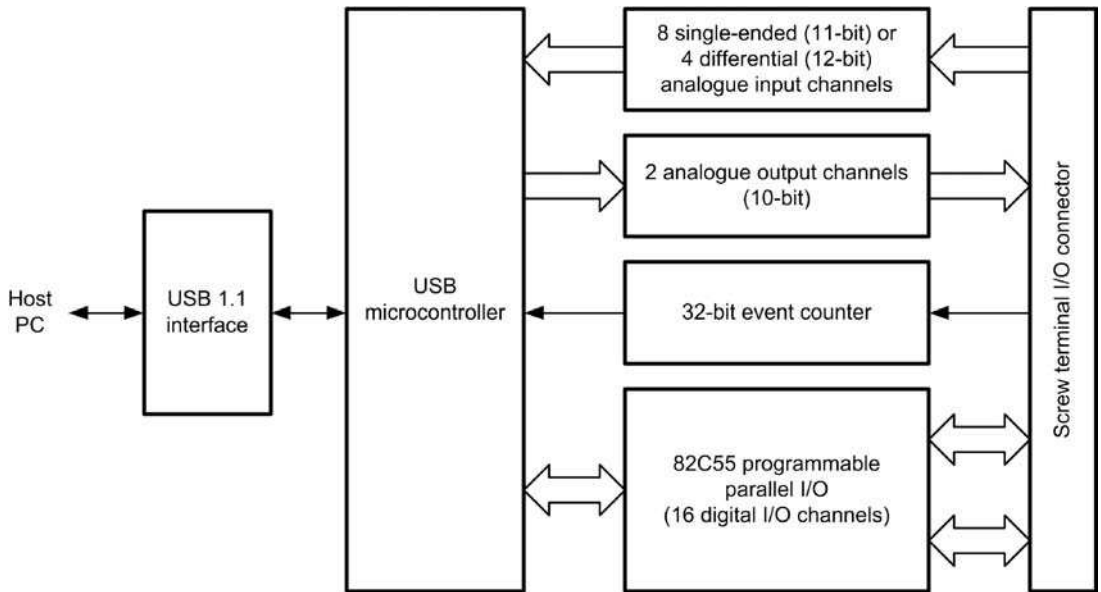 Host
PC
USB 1.1
interface
USB
microcontroller
8 single-ended (11-bit) or
4 differential (12-bit)
analogue input channels
2 analogue output channels
(10-bit)
32-bit event counter
82C55 programmable
parallel I/O
(16 digital I/O channels)
Screw terminal I/O connector